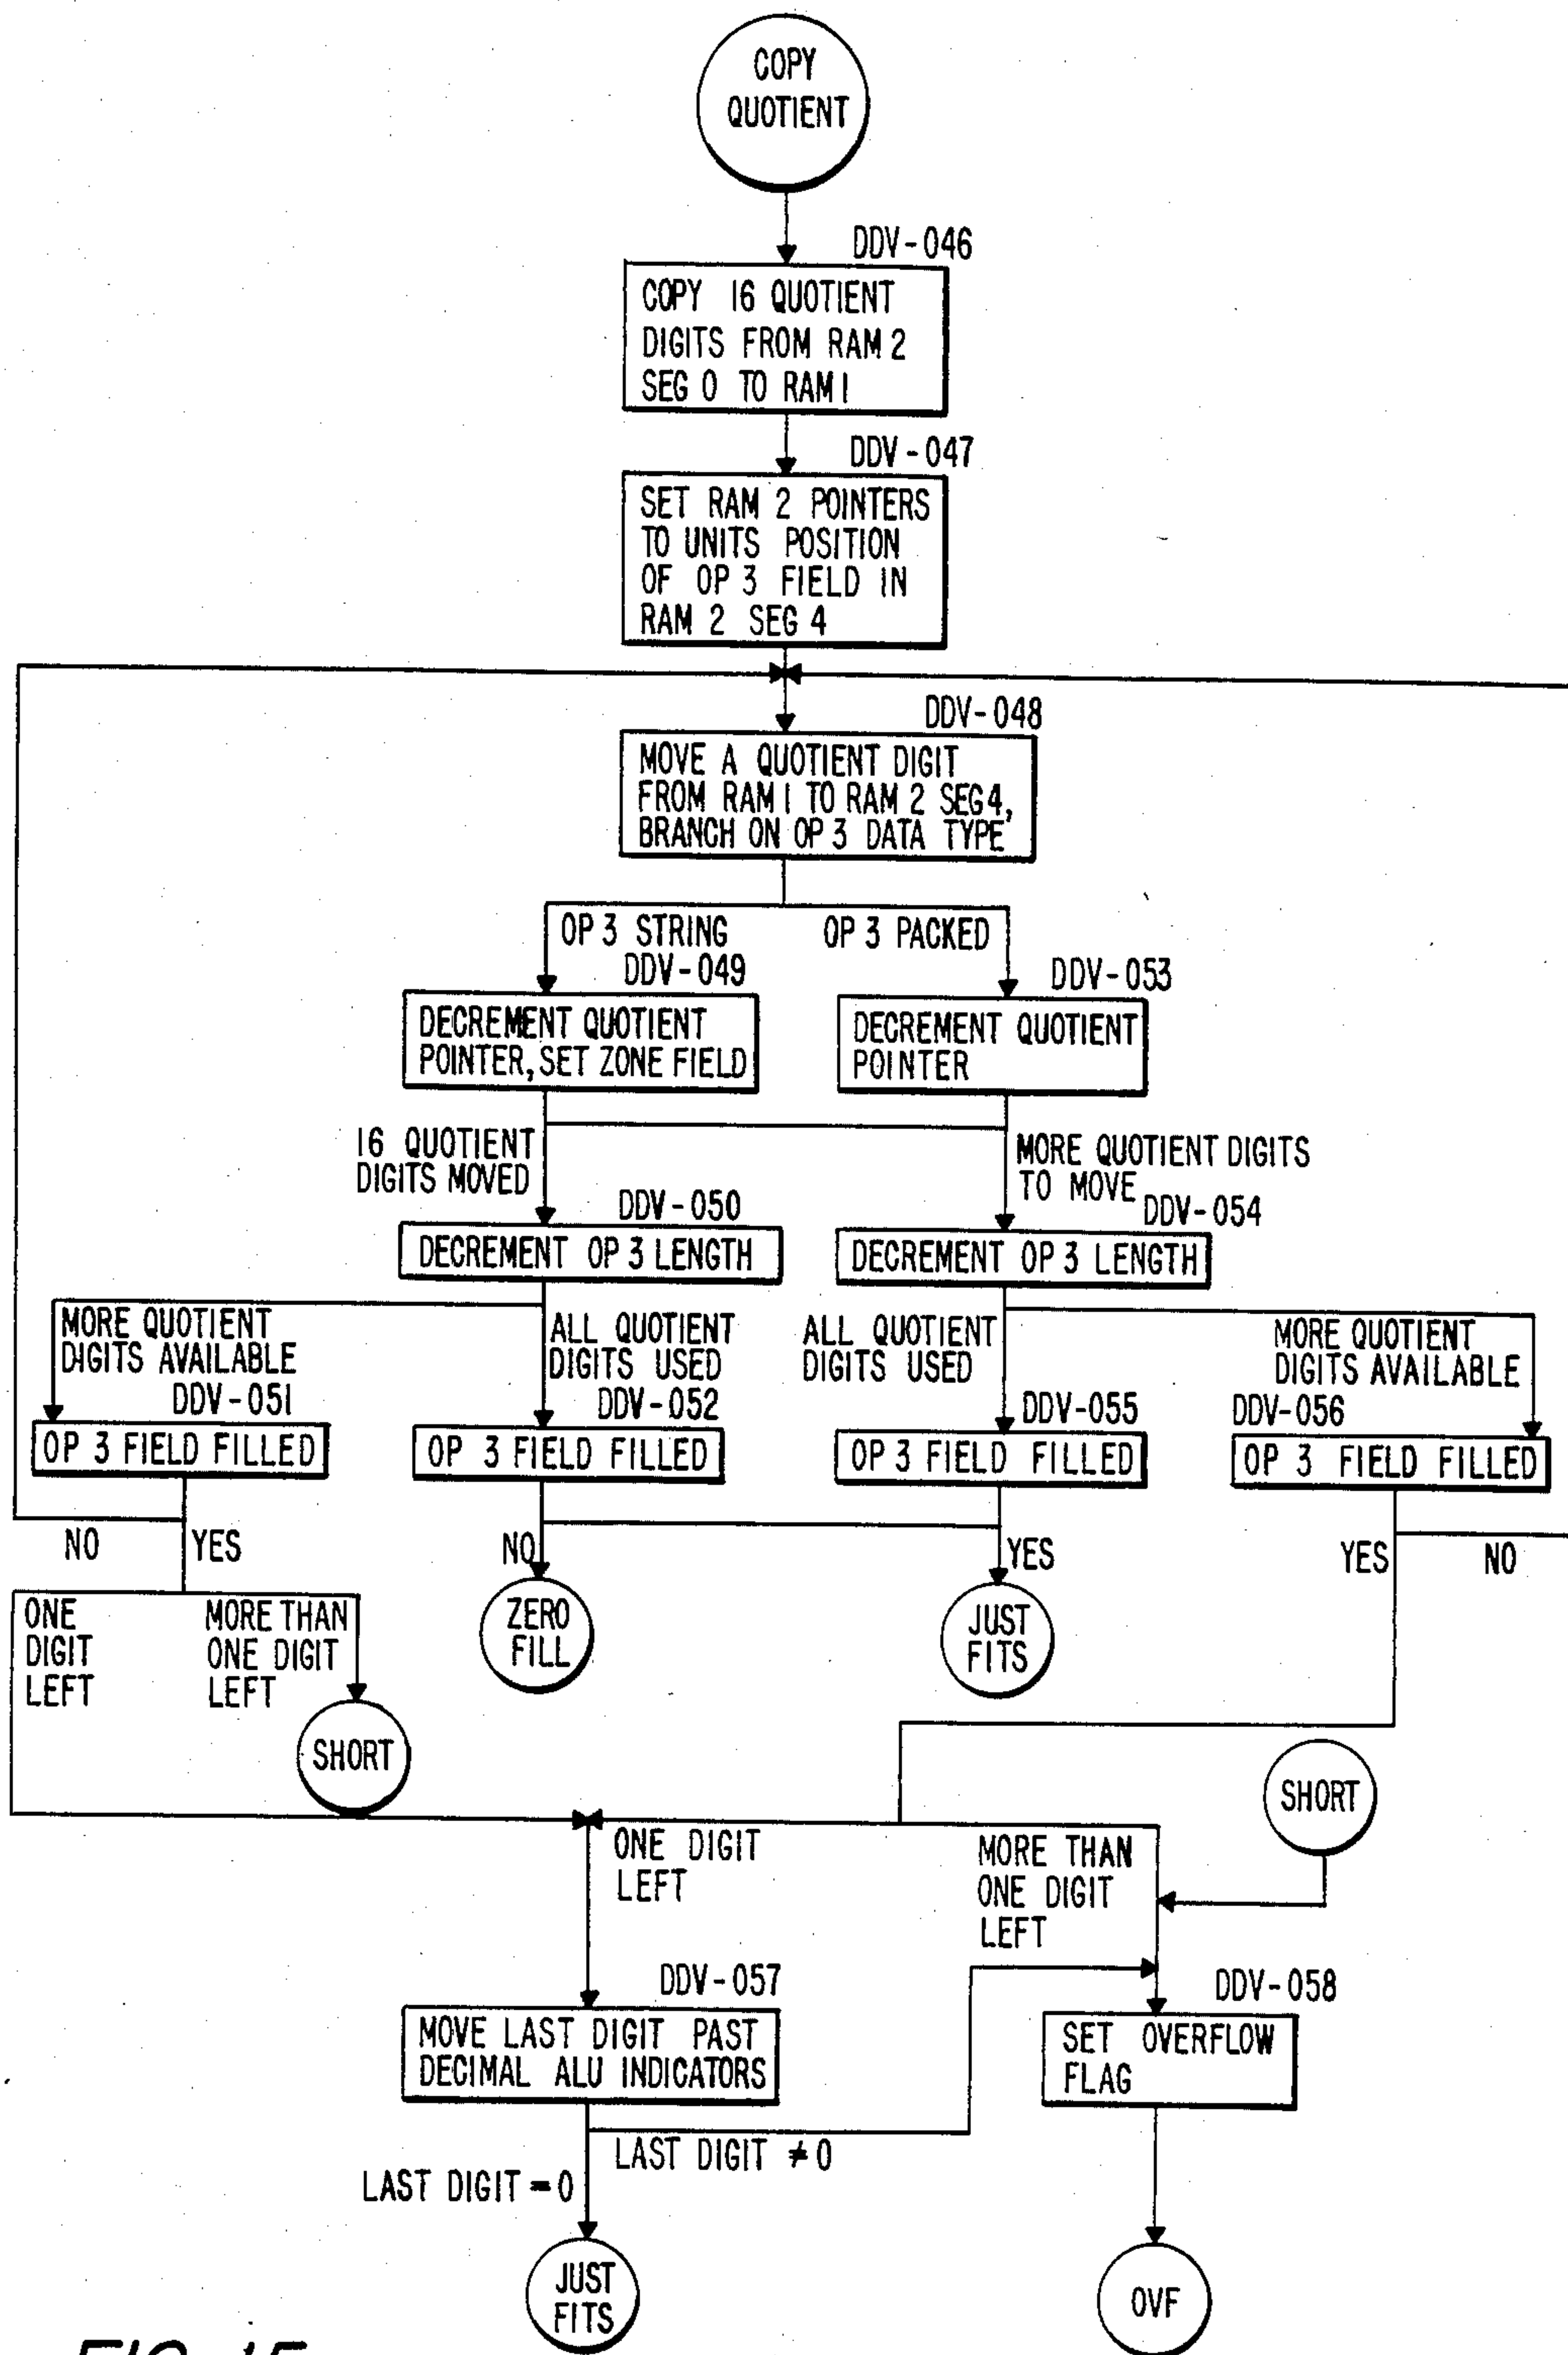 COPY
QUOTIENT
DDV-046
COPY 16 QUOTIENT
DIGITS FROM RAM 2
SEG 0 TO RAM 1
DDV-047
SET RAM 2 POINTERS
TO UNITS POSITION
OF OP 3 FIELD IN
RAM 2 SEG 4
DDV-048
MOVE A QUOTIENT DIGIT
FROM RAM 1 TO RAM 2 SEG 4,
BRANCH ON OP 3 DATA TYPE
OP 3 STRING
OP 3 PACKED
DDV-049
DECREMENT QUOTIENT
POINTER, SET ZONE FIELD
DDV-053
DECREMENT QUOTIENT
POINTER
16 QUOTIENT
DIGITS MOVED
MORE QUOTIENT DIGITS
TO MOVE
DDV-050
DECREMENT OP 3 LENGTH
DDV-054
DECREMENT OP 3 LENGTH
MORE QUOTIENT
DIGITS AVAILABLE
ALL QUOTIENT
DIGITS USED
ALL QUOTIENT
DIGITS USED
MORE QUOTIENT
DIGITS AVAILABLE
DDV-051
OP 3 FIELD FILLED
DDV-052
OP 3 FIELD FILLED
DDV-055
OP 3 FIELD FILLED
DDV-056
OP 3 FIELD FILLED
NO
YES
NO
YES
YES
NO
ONE
DIGIT
LEFT
MORE THAN
ONE DIGIT
LEFT
SHORT
ZERO
FILL
JUST
FITS
SHORT
ONE DIGIT
LEFT
MORE THAN
ONE DIGIT
LEFT
DDV-057
MOVE LAST DIGIT PAST
DECIMAL ALU INDICATORS
DDV-058
SET OVERFLOW
FLAG
LAST DIGIT ≠ 0
LAST DIGIT = 0
JUST
FITS
OVF